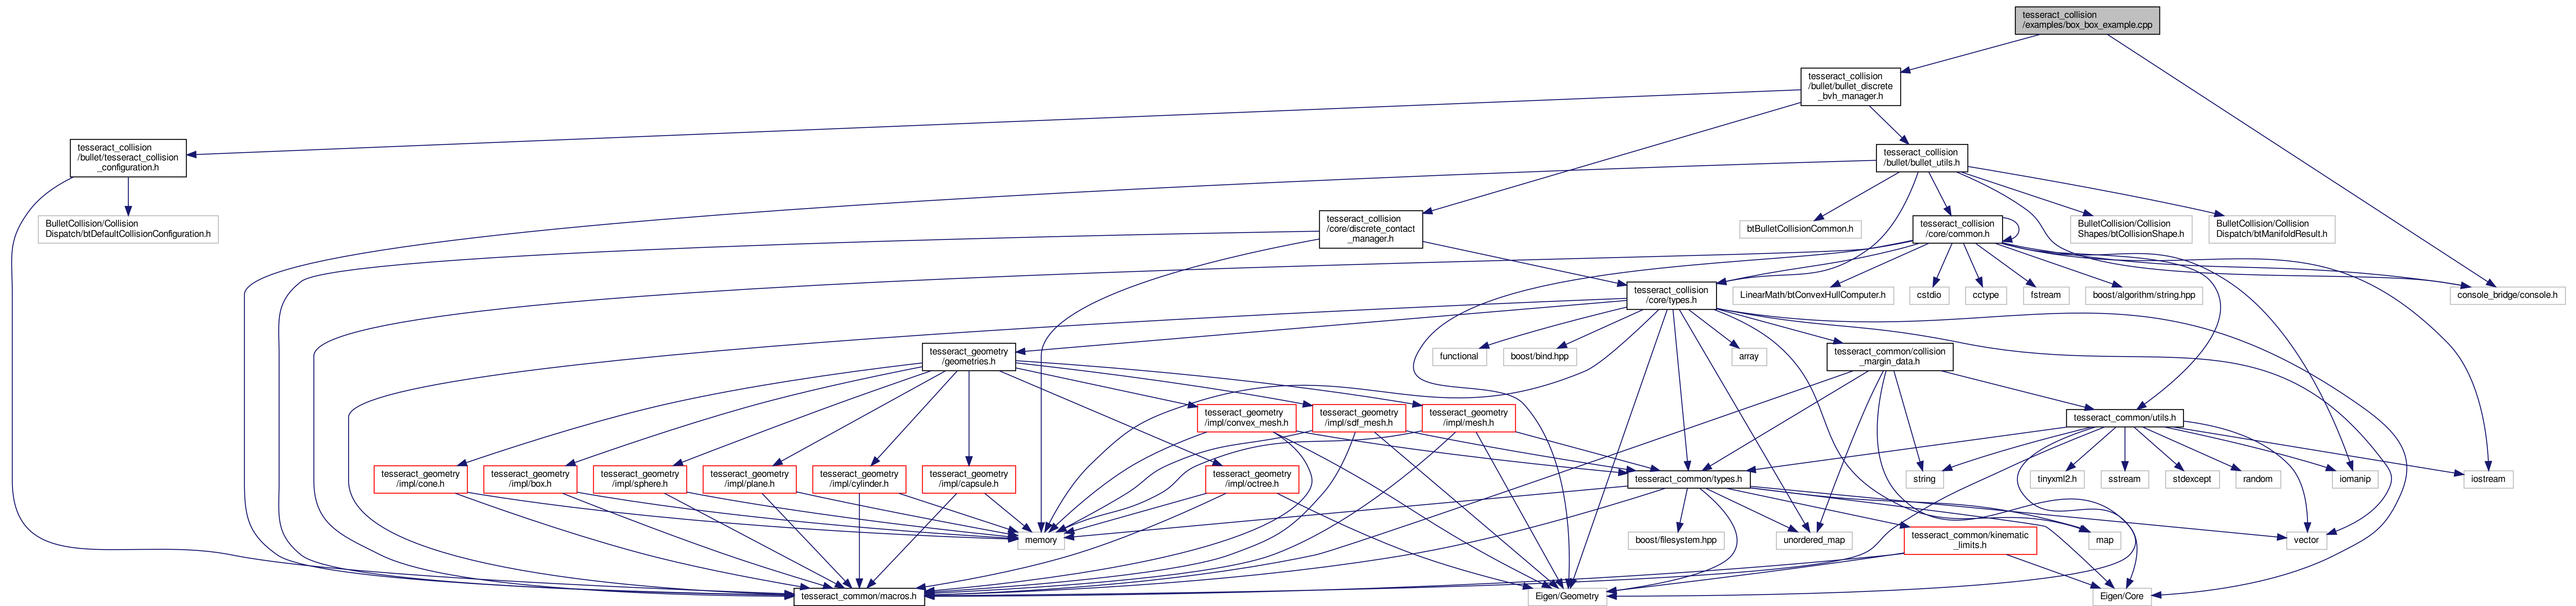 tesseract_collision
/examples/box_box_example.cpp
tesseract_collision
/bullet/bullet_discrete
_bvh_manager.h
tesseract_collision
/bullet/tesseract_collision
_configuration.h
tesseract_collision
/bullet/bullet_utils.h
BulletCollision/Collision
Dispatch/btDefaultCollisionConfiguration.h
tesseract_collision
/core/discrete_contact
_manager.h
btBulletCollisionCommon.h
tesseract_collision
/core/common.h
BulletCollision/Collision
Shapes/btCollisionShape.h
BulletCollision/Collision
Dispatch/btManifoldResult.h
tesseract_collision
/core/types.h
LinearMath/btConvexHullComputer.h
cstdio
cctype
fstream
boost/algorithm/string.hpp
console_bridge/console.h
tesseract_geometry
/geometries.h
functional
boost/bind.hpp
array
tesseract_common/collision
_margin_data.h
tesseract_geometry
/impl/convex_mesh.h
tesseract_geometry
/impl/sdf_mesh.h
tesseract_geometry
/impl/mesh.h
tesseract_common/utils.h
tesseract_geometry
/impl/cone.h
tesseract_geometry
/impl/box.h
tesseract_geometry
/impl/sphere.h
tesseract_geometry
/impl/plane.h
tesseract_geometry
/impl/cylinder.h
tesseract_geometry
/impl/capsule.h
tesseract_geometry
/impl/octree.h
tesseract_common/types.h
string
tinyxml2.h
sstream
stdexcept
random
iomanip
iostream
memory
boost/filesystem.hpp
unordered_map
tesseract_common/kinematic
_limits.h
map
vector
tesseract_common/macros.h
Eigen/Geometry
Eigen/Core